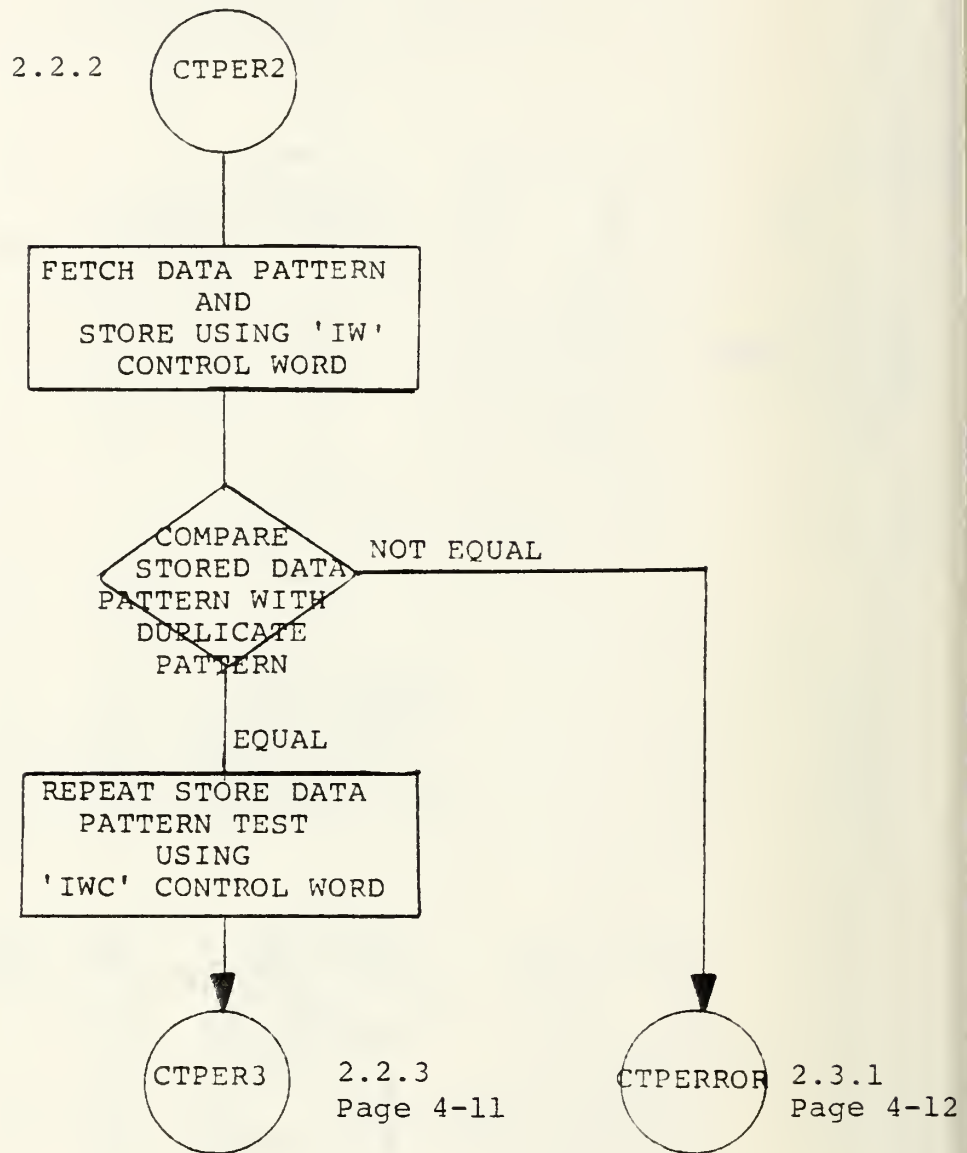 2.2.2
CTPER2
FETCH DATA PATTERN
AND
STORE USING 'IW'
CONTROL WORD
COMPARE
STORED DATA
PATTERN WITH
DUPLICATE
PATTERN
NOT EQUAL
EQUAL
REPEAT STORE DATA
PATTERN TEST
USING
'IWC' CONTROL WORD
CTPER3
2.2.3
Page 4-11
CTPERROR
2.3.1
Page 4-12